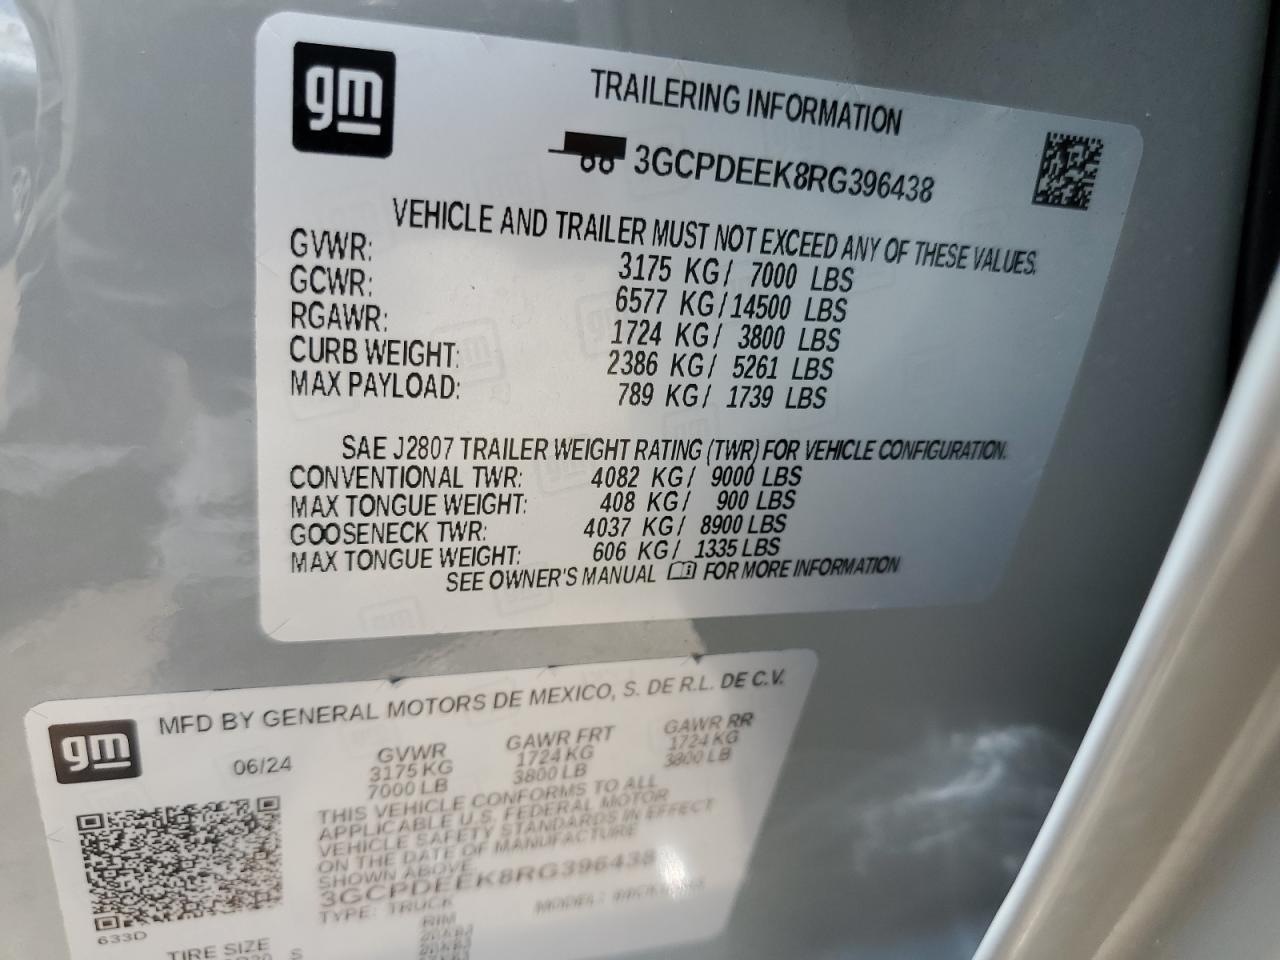 gm
TRAILERING INFORMATION
3GCPDEEK8RG396438
VEHICLE AND TRAILER MUST NOT EXCEED ANY OF THESE VALUES.
GVWR: 3175 KG/ 7000 LBS
GCWR: 6577 KG/14500 LBS
RGAWR: 1724 KG/ 3800 LBS
CURB WEIGHT: 2386 KG/ 5261 LBS
MAX PAYLOAD: 789 KG/ 1739 LBS
SAE J2807 TRAILER WEIGHT RATING (TWR) FOR VEHICLE CONFIGURATION.
CONVENTIONAL TWR: 4082 KG/ 9000 LBS
MAX TONGUE WEIGHT: 408 KG/ 900 LBS
GOOSENECK TWR: 4037 KG/ 8900 LBS
MAX TONGUE WEIGHT: 606 KG/ 1335 LBS
SEE OWNER'S MANUAL FOR MORE INFORMATION
gm
MFD BY GENERAL MOTORS DE MEXICO, S. DE R.L. DE C.V.
06/24
GVWR GAWR FRT GAWR RR
3175 KG 1724 KG 1724 KG
7000 LB 3800 LB 3800 LB
THIS VEHICLE CONFORMS TO ALL
APPLICABLE U.S. FEDERAL MOTOR
VEHICLE SAFETY STANDARDS IN EFFECT
ON THE DATE OF MANUFACTURE
SHOWN ABOVE.
3GCPDEEK8RG396438
TYPE: TRUCK MODEL:
633D
TIRE SIZE RIM